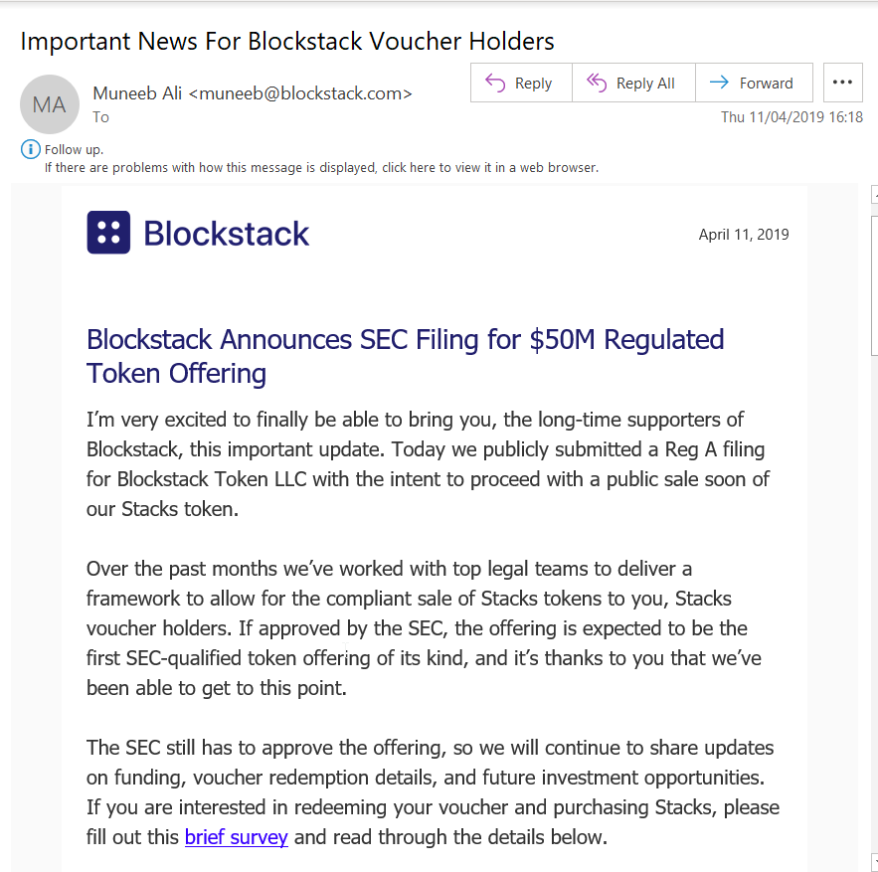 Important News For Blockstack Voucher Holders
MA
Muneeb Ali <muneeb@blockstack.com>
To
Reply
Reply All
Forward
Thu 11/04/2019 16:18
Follow up.
If there are problems with how this message is displayed, click here to view it in a web browser.
Blockstack
April 11, 2019
Blockstack Announces SEC Filing for $50M Regulated
Token Offering
I’m very excited to finally be able to bring you, the long-time supporters of
Blockstack, this important update. Today we publicly submitted a Reg A filing
for Blockstack Token LLC with the intent to proceed with a public sale soon of
our Stacks token.
Over the past months we’ve worked with top legal teams to deliver a
framework to allow for the compliant sale of Stacks tokens to you, Stacks
voucher holders. If approved by the SEC, the offering is expected to be the
first SEC-qualified token offering of its kind, and it’s thanks to you that we’ve
been able to get to this point.
The SEC still has to approve the offering, so we will continue to share updates
on funding, voucher redemption details, and future investment opportunities.
If you are interested in redeeming your voucher and purchasing Stacks, please
fill out this brief survey and read through the details below.